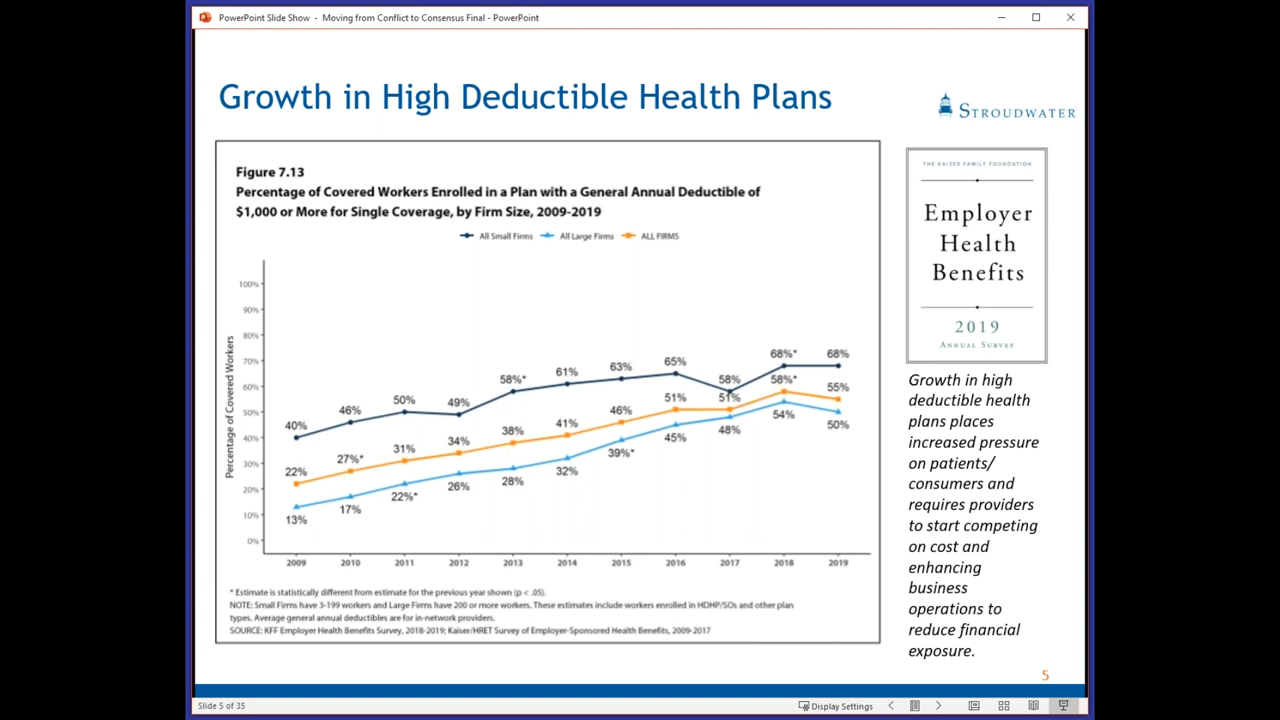 PowerPoint Slide Show - Moving from Conflict to Consensus Final - PowerPoint
Growth in High Deductible Health Plans
STROUDWATER
Figure 7.13
Percentage of Covered Workers Enrolled in a Plan with a General Annual Deductible of
$1,000 or More for Single Coverage, by Firm Size, 2009-2019
All Small Firms All Large Firms ALL FIRMS
Percentage of Covered Workers
100%
90%
80%
70%
60%
50%
40%
30%
20%
10%
0%
40% 46% 50% 49% 58%* 61% 63% 65% 58% 68%* 68%
22% 27%* 31% 34% 38% 41% 46% 51% 51% 58%* 55%
13% 17% 22%* 26% 28% 32% 39%* 45% 48% 54% 50%
2009 2010 2011 2012 2013 2014 2015 2016 2017 2018 2019
* Estimate is statistically different from estimate for the previous year shown (p < .05).
NOTE: Small Firms have 3-199 workers and Large Firms have 200 or more workers. These estimates include workers enrolled in HDHP/SOs and other plan
types. Average general annual deductibles are for in-network providers.
SOURCE: KFF Employer Health Benefits Survey, 2018-2019; Kaiser/HRET Survey of Employer-Sponsored Health Benefits, 2009-2017
THE KAISER FAMILY FOUNDATION
Employer
Health
Benefits
2019
ANNUAL SURVEY
Growth in high
deductible health
plans places
increased pressure
on patients/
consumers and
requires providers
to start competing
on cost and
enhancing
business
operations to
reduce financial
exposure.
5
Slide 5 of 35
Display Settings